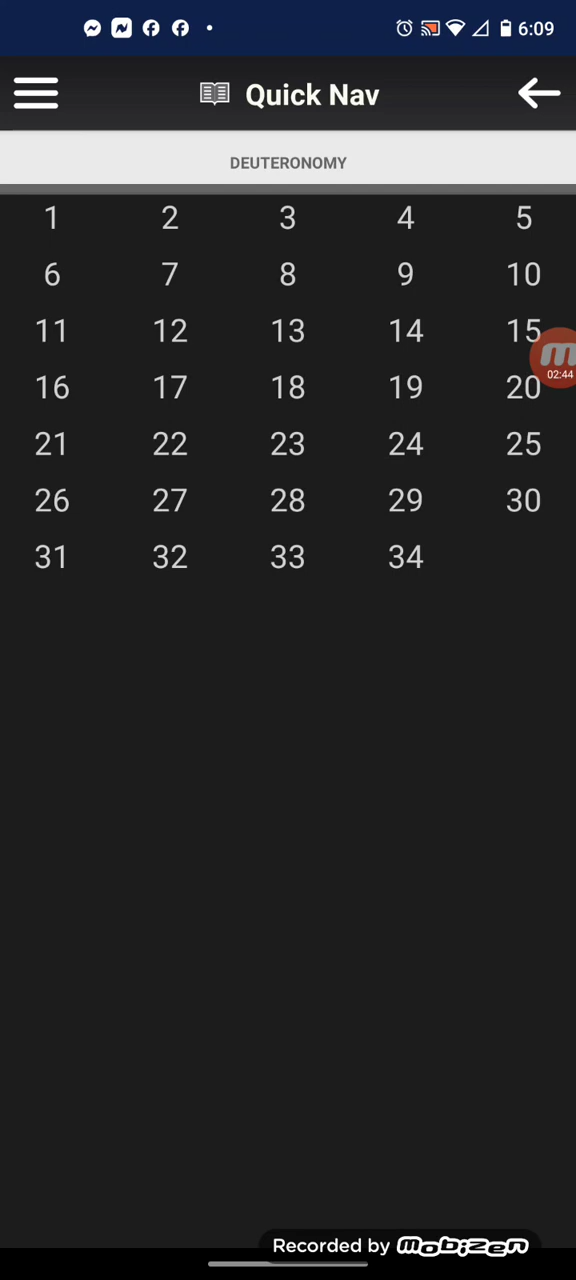 6:09
Quick Nav
DEUTERONOMY
1 2 3 4 5
6 7 8 9 10
11 12 13 14 15
16 17 18 19 20
21 22 23 24 25
26 27 28 29 30
31 32 33 34
02:44
Recorded by mobizen